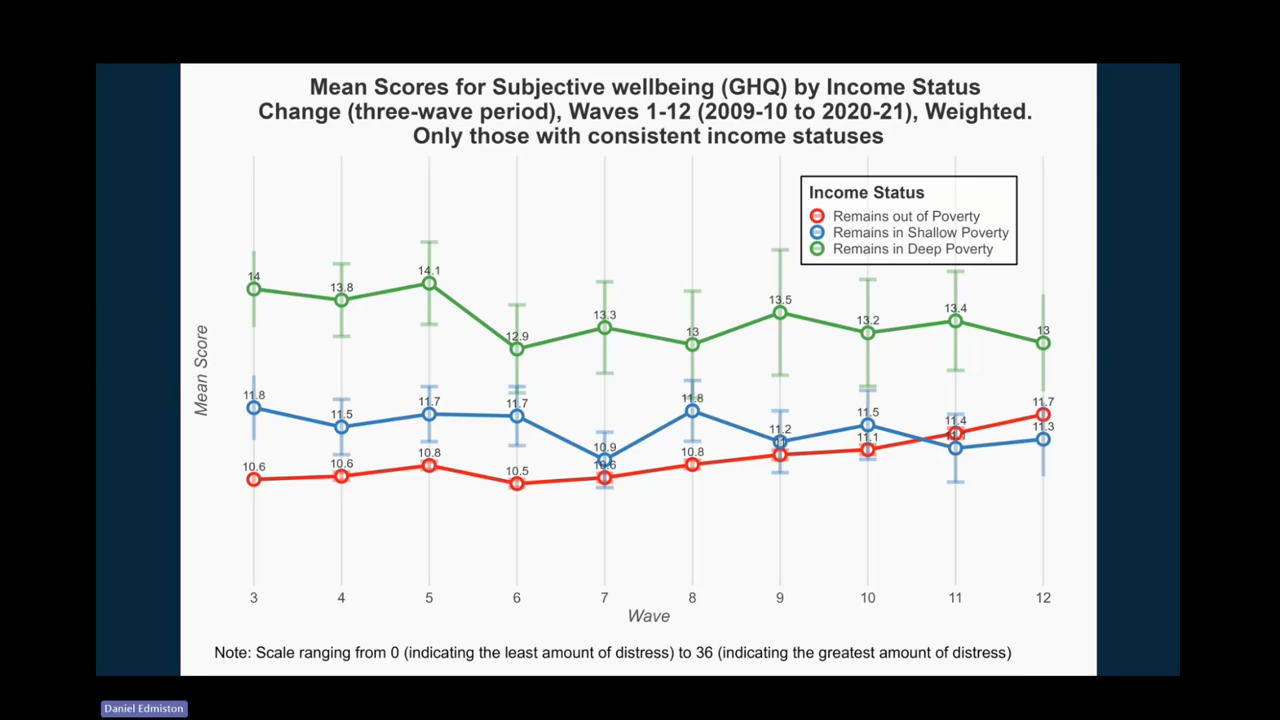 Mean Scores for Subjective wellbeing (GHQ) by Income Status
Change (three-wave period), Waves 1-12 (2009-10 to 2020-21), Weighted.
Only those with consistent income statuses
Income Status
Remains out of Poverty
Remains in Shallow Poverty
Remains in Deep Poverty
Mean Score
14 13.8 14.1 12.9 13.3 13 13.5 13.2 13.4 13
11.8 11.5 11.7 11.7 10.9 11.8 11.2 11.5 11.3
10.6 10.6 10.8 10.5 10.6 10.8 11 11.1 11.4 11.7
3 4 5 6 7 8 9 10 11 12
Wave
Note: Scale ranging from 0 (indicating the least amount of distress) to 36 (indicating the greatest amount of distress)
Daniel Edmiston